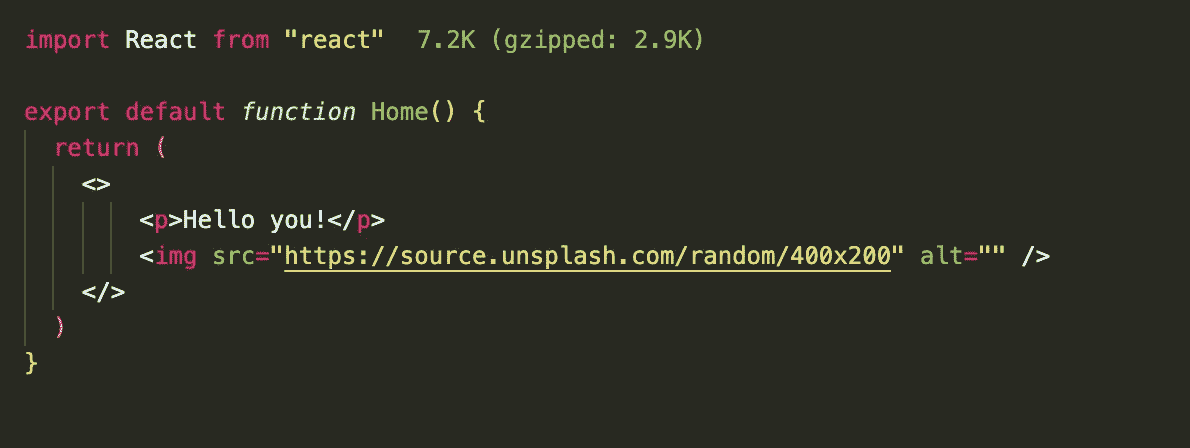 import React from "react"  7.2K (gzipped: 2.9K)
export default function Home() {
return (
<>
<p>Hello you!</p>
<img src="https://source.unsplash.com/random/400x200" alt="" />
</>
)
}